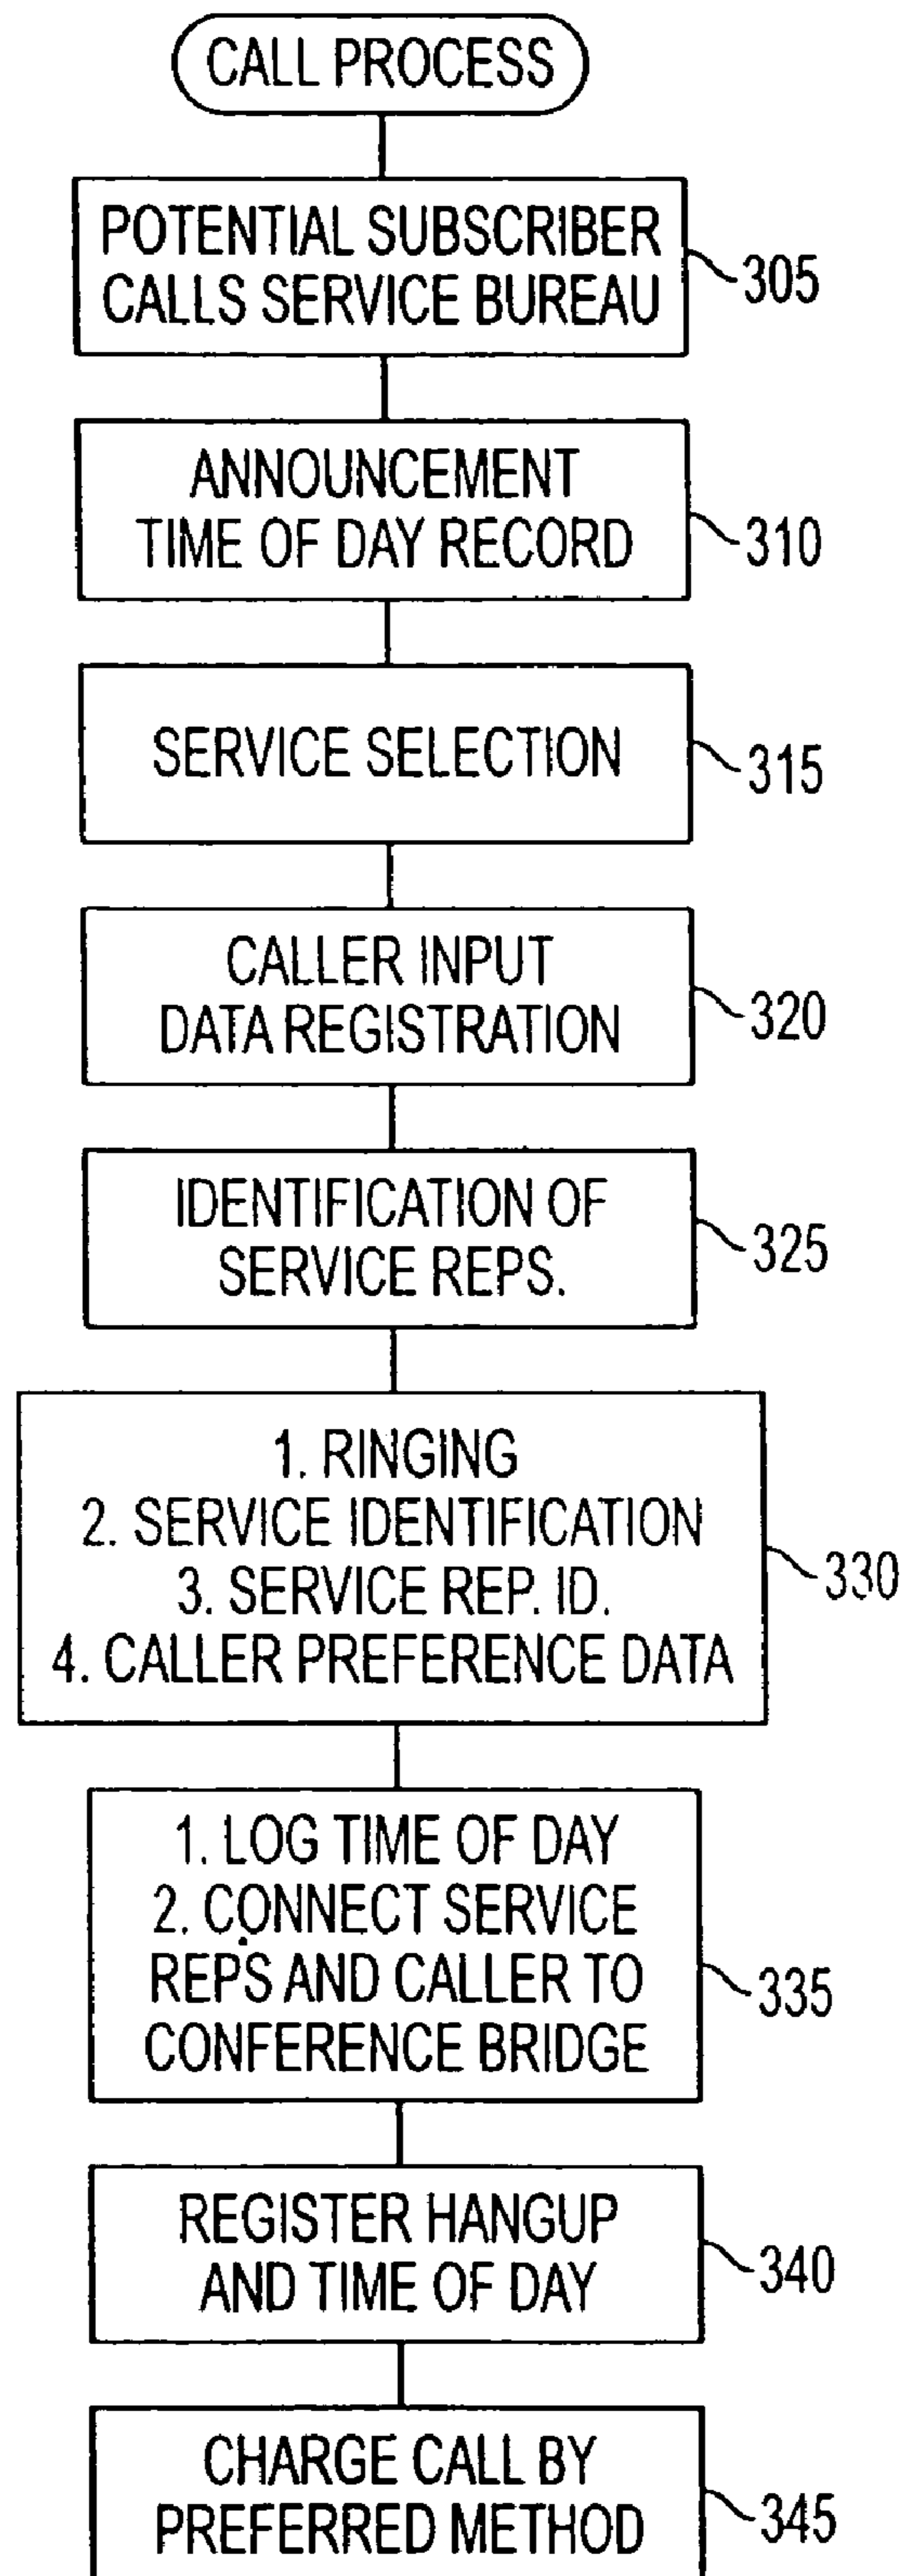 CALL PROCESS
POTENTIAL SUBSCRIBER
CALLS SERVICE BUREAU
305
ANNOUNCEMENT
TIME OF DAY RECORD
310
SERVICE SELECTION
315
CALLER INPUT
DATA REGISTRATION
320
IDENTIFICATION OF
SERVICE REPS.
325
1. RINGING
2. SERVICE IDENTIFICATION
3. SERVICE REP. ID.
4. CALLER PREFERENCE DATA
330
1. LOG TIME OF DAY
2. CONNECT SERVICE
REPS AND CALLER TO
CONFERENCE BRIDGE
335
REGISTER HANGUP
AND TIME OF DAY
340
CHARGE CALL BY
PREFERRED METHOD
345